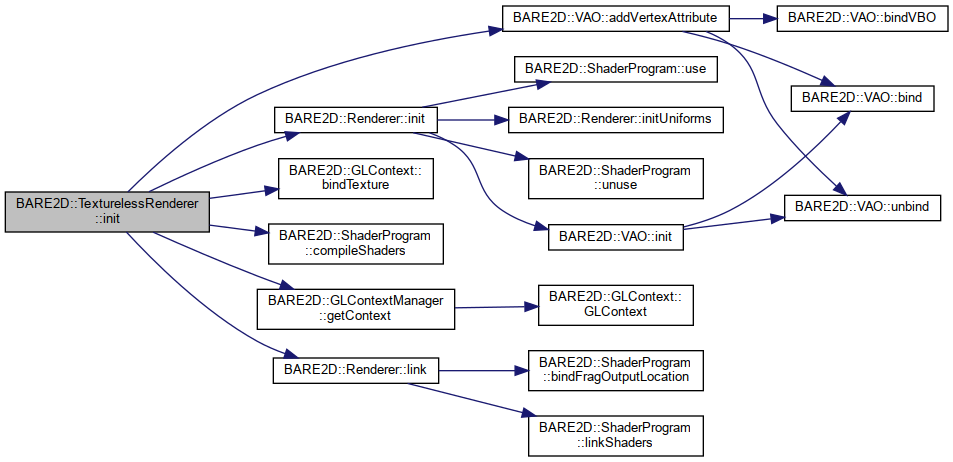 BARE2D::TexturelessRenderer
::init
BARE2D::VAO::addVertexAttribute
BARE2D::VAO::bindVBO
BARE2D::VAO::bind
BARE2D::VAO::unbind
BARE2D::Renderer::init
BARE2D::ShaderProgram::use
BARE2D::Renderer::initUniforms
BARE2D::ShaderProgram
::unuse
BARE2D::VAO::init
BARE2D::GLContext::
bindTexture
BARE2D::ShaderProgram
::compileShaders
BARE2D::GLContextManager
::getContext
BARE2D::GLContext::
GLContext
BARE2D::Renderer::link
BARE2D::ShaderProgram
::bindFragOutputLocation
BARE2D::ShaderProgram
::linkShaders